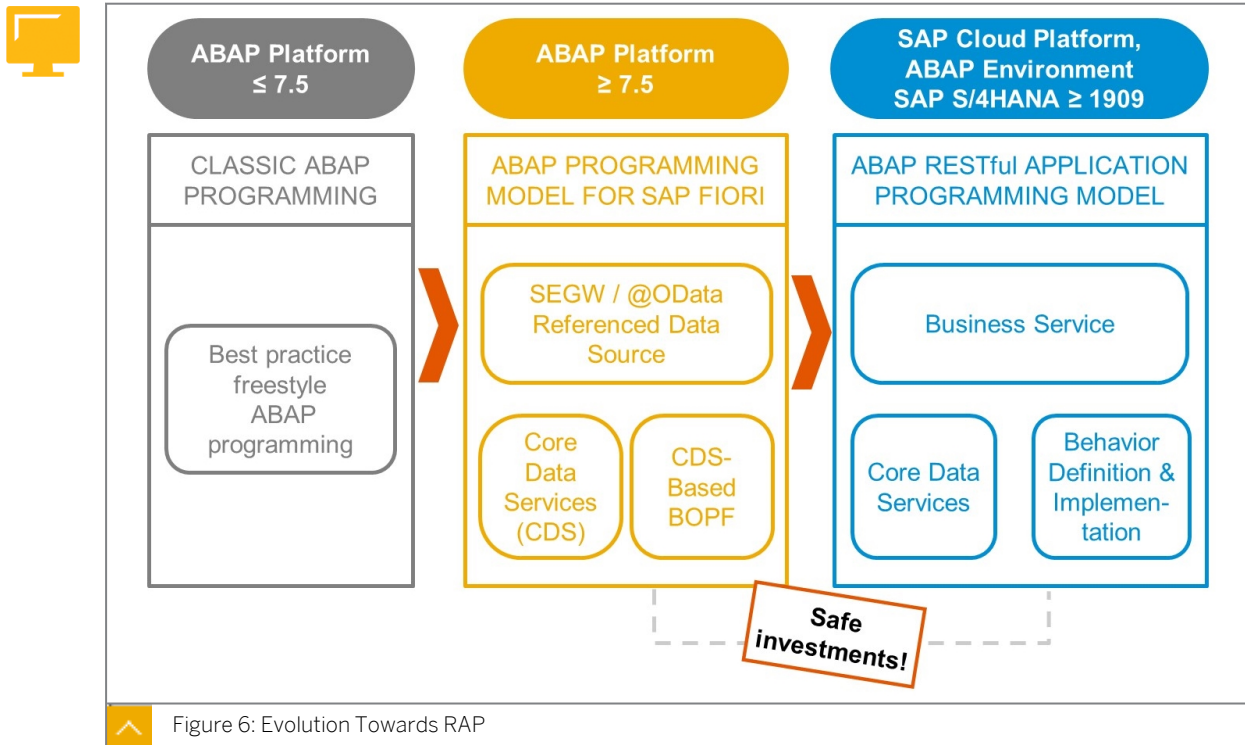 ABAP Platform
≤ 7.5
ABAP Platform
≥ 7.5
SAP Cloud Platform,
ABAP Environment
SAP S/4HANA ≥ 1909
CLASSIC ABAP
PROGRAMMING
ABAP PROGRAMMING
MODEL FOR SAP FIORI
ABAP RESTful APPLICATION
PROGRAMMING MODEL
Best practice
freestyle
ABAP
programming
SEGW / @OData
Referenced Data
Source
Core
Data
Services
(CDS)
CDS-
Based
BOPF
Business Service
Core Data
Services
Behavior
Definition &
Implemen-
tation
Safe
investments!
Figure 6: Evolution Towards RAP